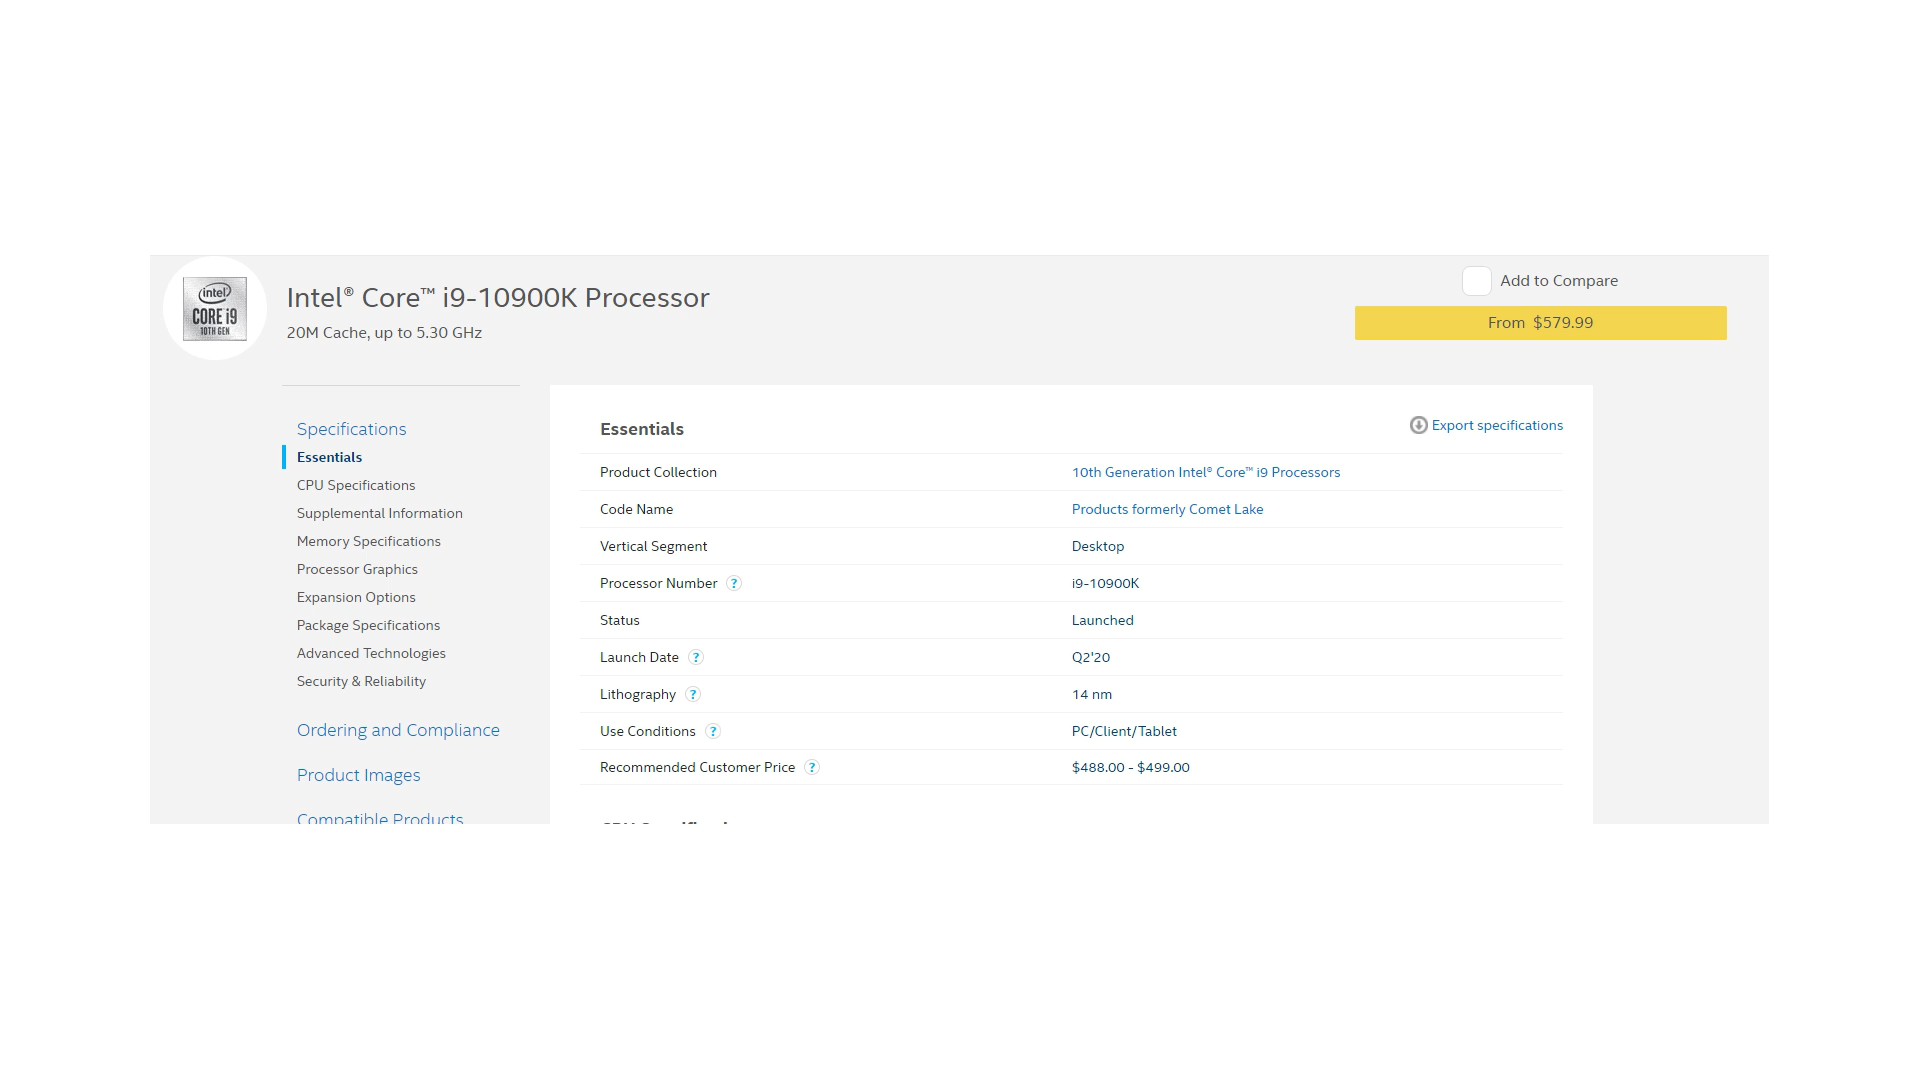 intel
CORE i9
10TH GEN
Intel® Core™ i9-10900K Processor
20M Cache, up to 5.30 GHz
Add to Compare
From $579.99
Specifications
Essentials
CPU Specifications
Supplemental Information
Memory Specifications
Processor Graphics
Expansion Options
Package Specifications
Advanced Technologies
Security & Reliability
Ordering and Compliance
Product Images
Compatible Products
Essentials
Export specifications
Product Collection 10th Generation Intel® Core™ i9 Processors
Code Name Products formerly Comet Lake
Vertical Segment Desktop
Processor Number ? i9-10900K
Status Launched
Launch Date ? Q2'20
Lithography ? 14 nm
Use Conditions ? PC/Client/Tablet
Recommended Customer Price ? $488.00 - $499.00